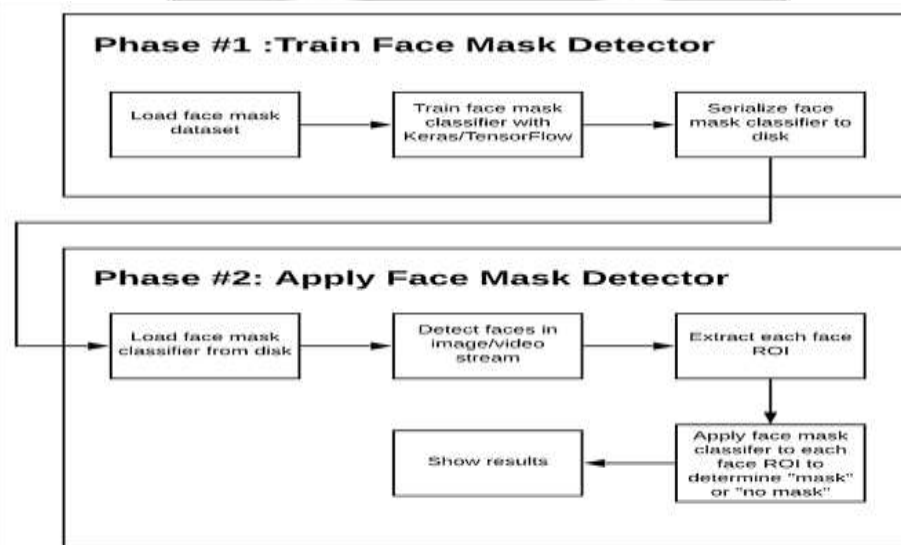 Phase #1 :Train Face Mask Detector
Load face mask
dataset
Train face mask
classifier with
Keras/TensorFlow
Serialize face
mask classifier to
disk
Phase #2: Apply Face Mask Detector
Load face mask
classifier from disk
Detect faces in
image/video
stream
Extract each face
ROI
Apply face mask
classifer to each
face ROI to
determine "mask"
or "no mask"
Show results